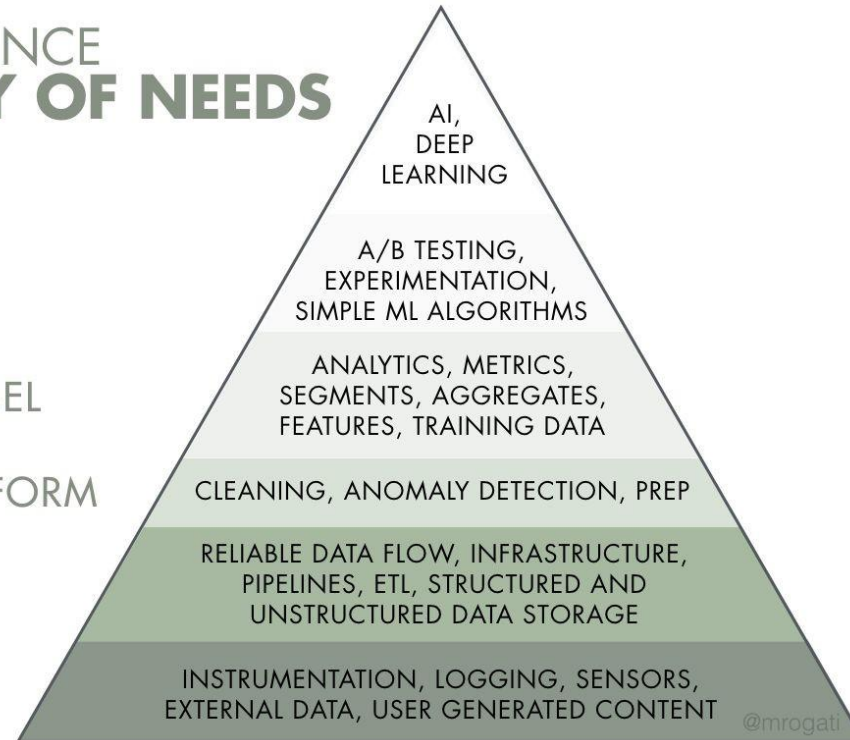 NCE
Y OF NEEDS
AI,
DEEP
LEARNING
A/B TESTING,
EXPERIMENTATION,
SIMPLE ML ALGORITHMS
ANALYTICS, METRICS,
SEGMENTS, AGGREGATES,
FEATURES, TRAINING DATA
EL
FORM
CLEANING, ANOMALY DETECTION, PREP
RELIABLE DATA FLOW, INFRASTRUCTURE,
PIPELINES, ETL, STRUCTURED AND
UNSTRUCTURED DATA STORAGE
INSTRUMENTATION, LOGGING, SENSORS,
EXTERNAL DATA, USER GENERATED CONTENT
@mrogati